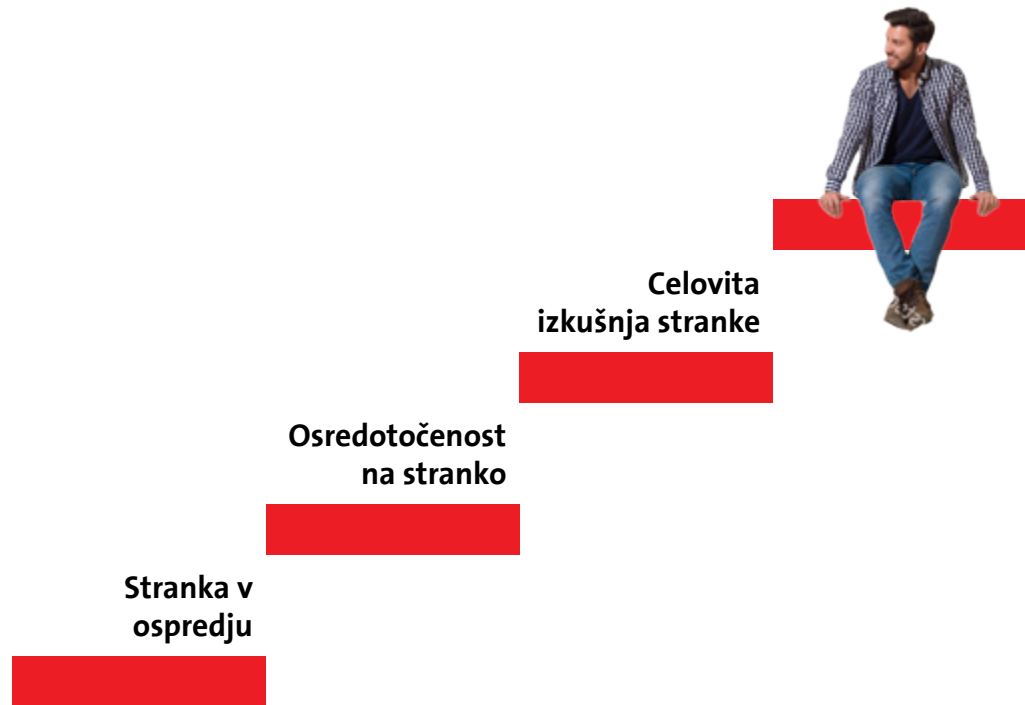 Celovita
izkušnja stranke
Osredotočenost
na stranko
Stranka v
ospredju